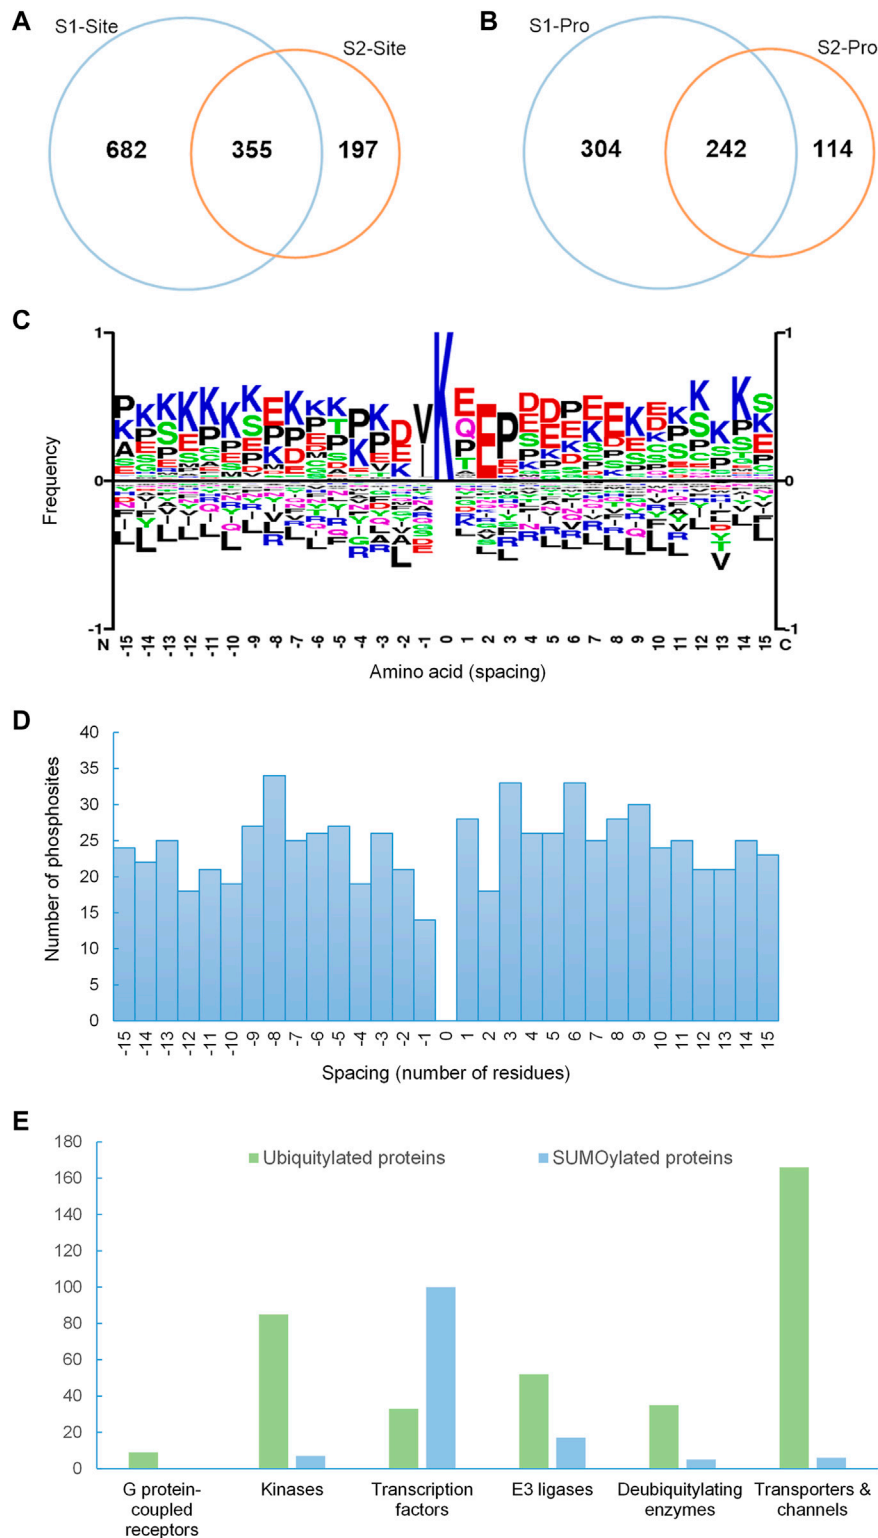 A
S1-Site
S2-Site
682
355
197
B
S1-Pro
S2-Pro
304
242
114
C
Frequency
1
0
-1
1
0
-1
N
-15 -14 -13 -12 -11 -10 -9 -8 -7 -6 -5 -4 -3 -2 -1 0 1 2 3 4 5 6 7 8 9 10 11 12 13 14 15
C
Amino acid (spacing)
D
Number of phosphosites
40
35
30
25
20
15
10
5
0
-15 -14 -13 -12 -11 -10 -9 -8 -7 -6 -5 -4 -3 -2 -1 0 1 2 3 4 5 6 7 8 9 10 11 12 13 14 15
Spacing (number of residues)
E
Ubiquitylated proteins
SUMOylated proteins
180
160
140
120
100
80
60
40
20
0
G protein-
coupled
receptors
Kinases
Transcription
factors
E3 ligases
Deubiquitylating
enzymes
Transporters &
channels